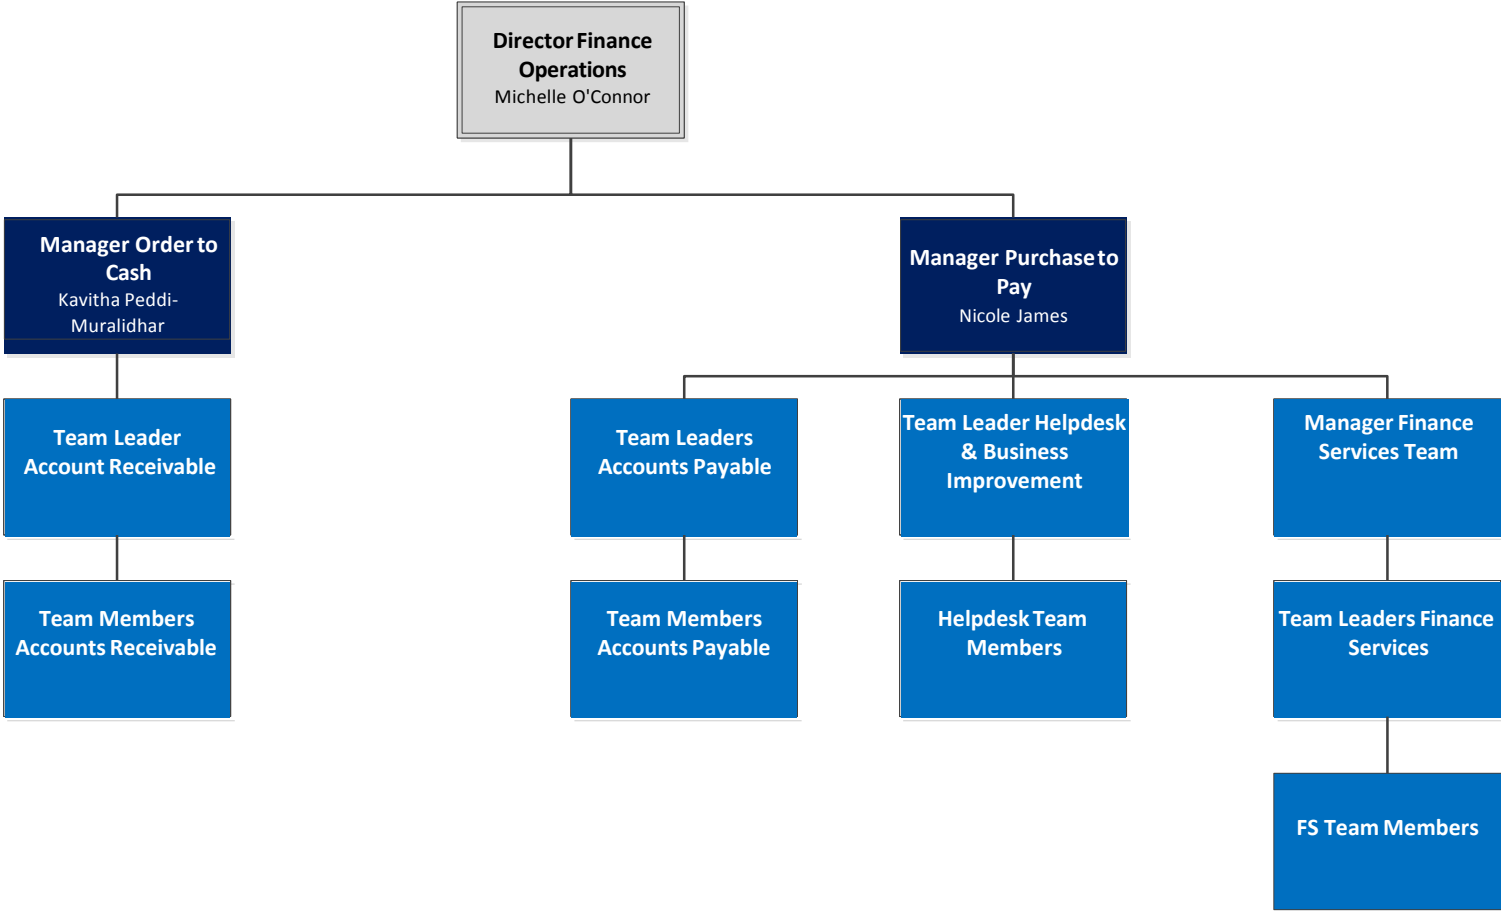 Director Finance
Operations
Michelle O'Connor
Manager Order to
Cash
Kavitha Peddi-
Muralidhar
Manager Purchase to
Pay
Nicole James
Team Leader
Account Receivable
Team Leaders
Accounts Payable
Team Leader Helpdesk
& Business
Improvement
Manager Finance
Services Team
Team Members
Accounts Receivable
Team Members
Accounts Payable
Helpdesk Team
Members
Team Leaders Finance
Services
FS Team Members